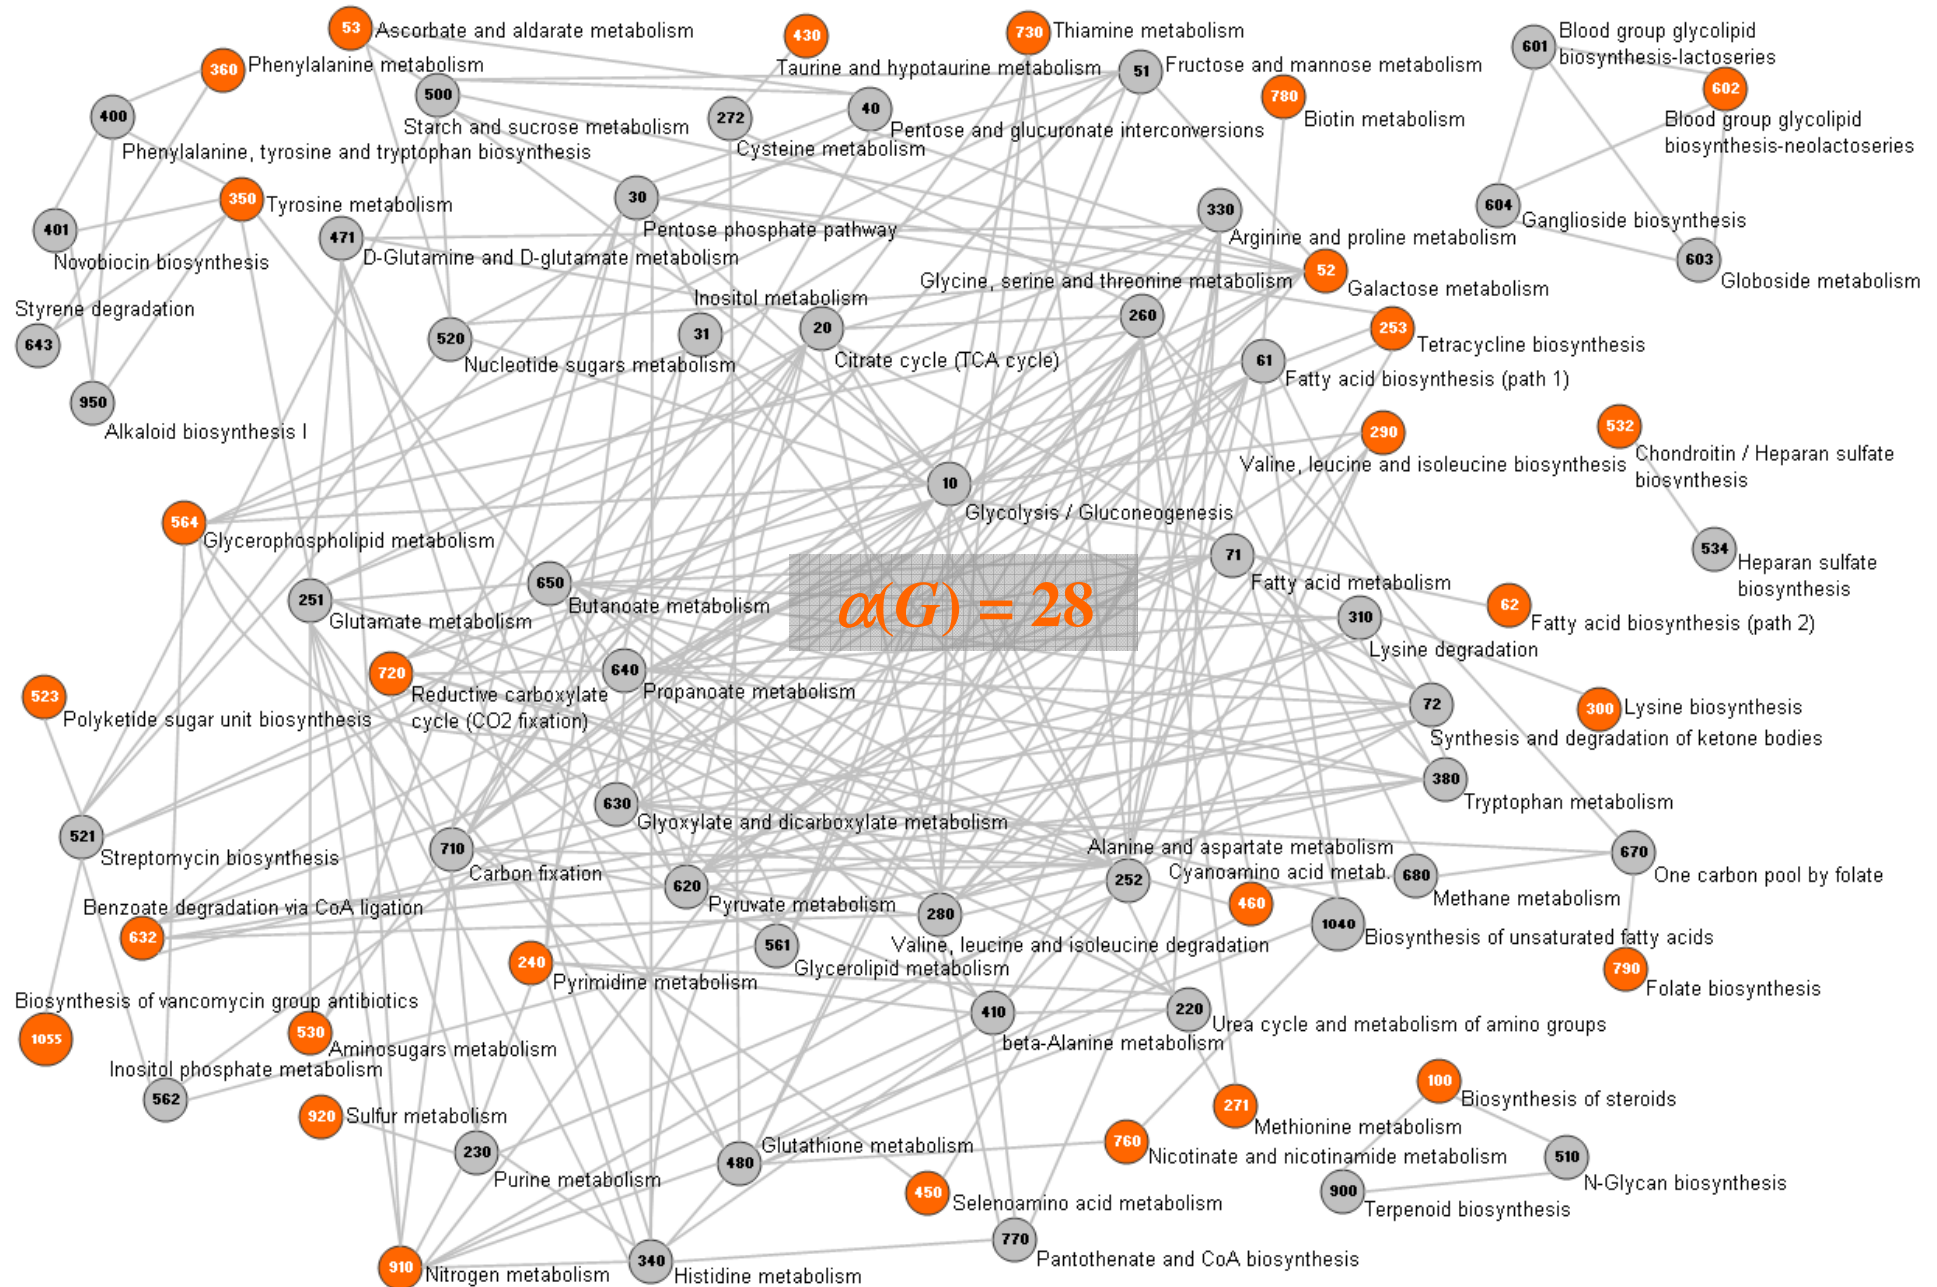 53 Ascorbate and aldarate metabolism
430
Taurine and hypotaurine metabolism
730 Thiamine metabolism
601 Blood group glycolipid
biosynthesis-lactoseries
360 Phenylalanine metabolism
500
Starch and sucrose metabolism
51 Fructose and mannose metabolism
40
Pentose and glucuronate interconversions
272
Cysteine metabolism
780
Biotin metabolism
602
Blood group glycolipid
biosynthesis-neolactoseries
400
Phenylalanine, tyrosine and tryptophan biosynthesis
350 Tyrosine metabolism
30
Pentose phosphate pathway
330
Arginine and proline metabolism
604
Ganglioside biosynthesis
401
Novobiocin biosynthesis
471
D-Glutamine and D-glutamate metabolism
603
Globoside metabolism
52
Galactose metabolism
Glycine, serine and threonine metabolism
260
Inositol metabolism
31
20
Citrate cycle (TCA cycle)
Styrene degradation
643
520
Nucleotide sugars metabolism
253
Tetracycline biosynthesis
61
Fatty acid biosynthesis (path 1)
950
Alkaloid biosynthesis I
290
Valine, leucine and isoleucine biosynthesis
532
Chondroitin / Heparan sulfate
biosynthesis
10
Glycolysis / Gluconeogenesis
564
Glycerophospholipid metabolism
534
Heparan sulfate
biosynthesis
71
Fatty acid metabolism
650
Butanoate metabolism
251
Glutamate metabolism
α(G) = 28
62
Fatty acid biosynthesis (path 2)
310
Lysine degradation
720
Reductive carboxylate
cycle (CO2 fixation)
640
Propanoate metabolism
523
Polyketide sugar unit biosynthesis
72
Synthesis and degradation of ketone bodies
300 Lysine biosynthesis
380
Tryptophan metabolism
630
Glyoxylate and dicarboxylate metabolism
521
Streptomycin biosynthesis
710
Carbon fixation
Alanine and aspartate metabolism
252
Cyanoamino acid metab.
460
680
Methane metabolism
670
One carbon pool by folate
620
Pyruvate metabolism
Benzoate degradation via CoA ligation
632
280
Valine, leucine and isoleucine degradation
1040
Biosynthesis of unsaturated fatty acids
561
Glycerolipid metabolism
240
Pyrimidine metabolism
790
Folate biosynthesis
Biosynthesis of vancomycin group antibiotics
1055
530
Aminosugars metabolism
410
beta-Alanine metabolism
220
Urea cycle and metabolism of amino groups
Inositol phosphate metabolism
562
920 Sulfur metabolism
271
Methionine metabolism
100
Biosynthesis of steroids
230
Purine metabolism
480 Glutathione metabolism
760
Nicotinate and nicotinamide metabolism
510
N-Glycan biosynthesis
450
Selenoamino acid metabolism
900
Terpenoid biosynthesis
770
Pantothenate and CoA biosynthesis
910
Nitrogen metabolism
340
Histidine metabolism